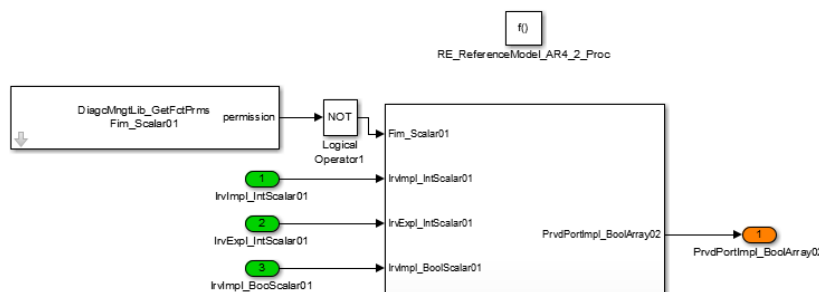 f()
RE_ReferenceModel_AR4_2_Proc
DiagcMngtLib_GetFctPrms
Fim_Scalar01
permission
NOT
Logical
Operator1
Fim_Scalar01
1
IrvImpl_IntScalar01
IrvImpl_IntScalar01
2
IrvExpl_IntScalar01
IrvExpl_IntScalar01
PrvdPortImpl_BoolArray02
1
PrvdPortImpl_BoolArray02
3
IrvImpl_BoolScalar01
IrvImpl_BooScalar01